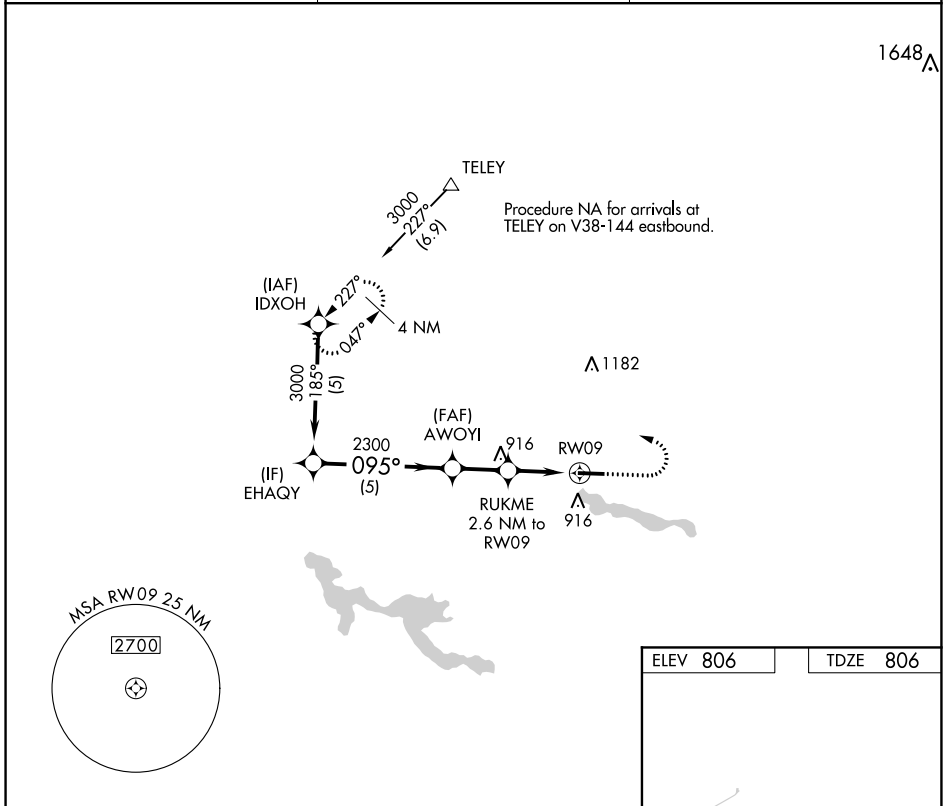 1648
TELEY
3000
227°
(6.9)
Procedure NA for arrivals at
TELEY on V38-144 eastbound.
(IAF)
IDXOH
227°
047°
4 NM
3000
185°
(5)
1182
(FAF)
AWOYI
916
RW09
2300
095°
(5)
(IF)
EHAQY
RUKME
2.6 NM to
RW09
916
MSA RW09 25 NM
2700
ELEV 806
TDZE 806